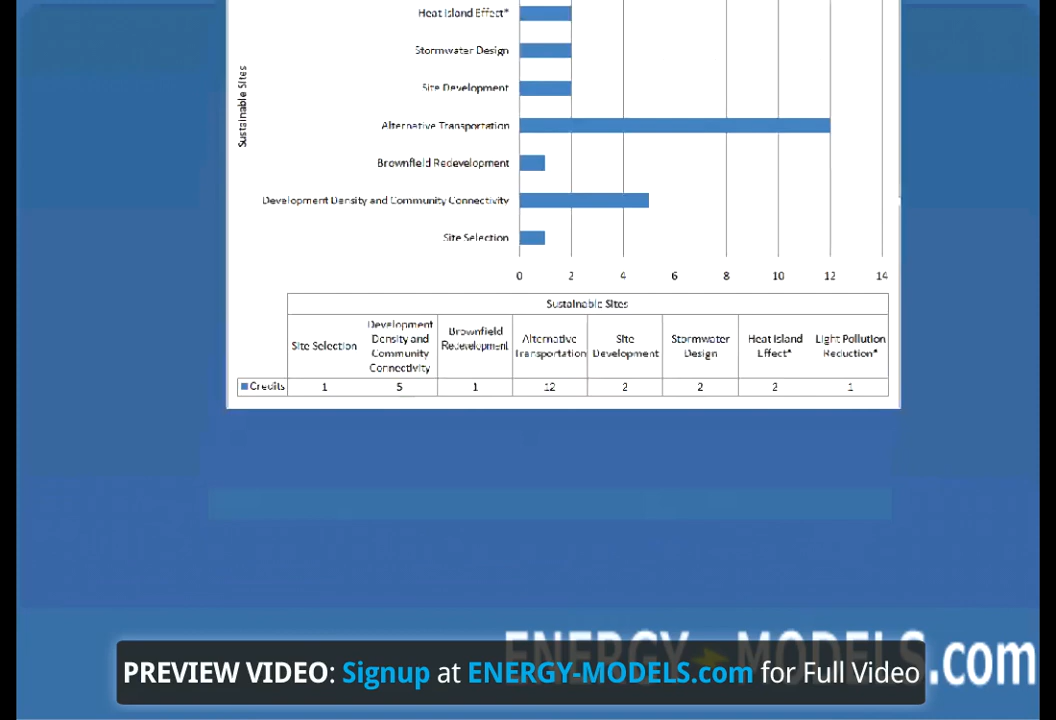 Heat Island Effect*
Stormwater Design
Site Development
Sustainable Sites
Alternative Transportation
Brownfield Redevelopment
Development Density and Community Connectivity
Site Selection
0 2 4 6 8 10 12 14
Sustainable Sites
Site Selection
Development
Density and
Community
Connectivity
Brownfield
Redevelopment
Alternative
Transportation
Site
Development
Stormwater
Design
Heat Island
Effect*
Light Pollution
Reduction*
Credits 1 5 1 12 2 2 2 1
ENERGY MODELS.com
PREVIEW VIDEO: Signup at ENERGY-MODELS.com for Full Video